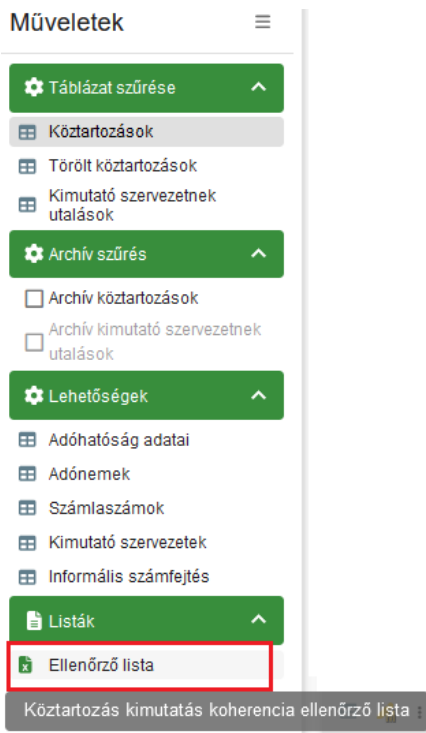 Műveletek
Táblázat szűrése
Köztartozások
Törölt köztartozások
Kimutató szervezetnek
utalások
Archív szűrés
Archív köztartozások
Archív kimutató szervezetnek
utalások
Lehetőségek
Adóhatóság adatai
Adónemek
Számlaszámok
Kimutató szervezetek
Informális számfejtés
Listák
Ellenőrző lista
Köztartozás kimutatás koherencia ellenőrző lista